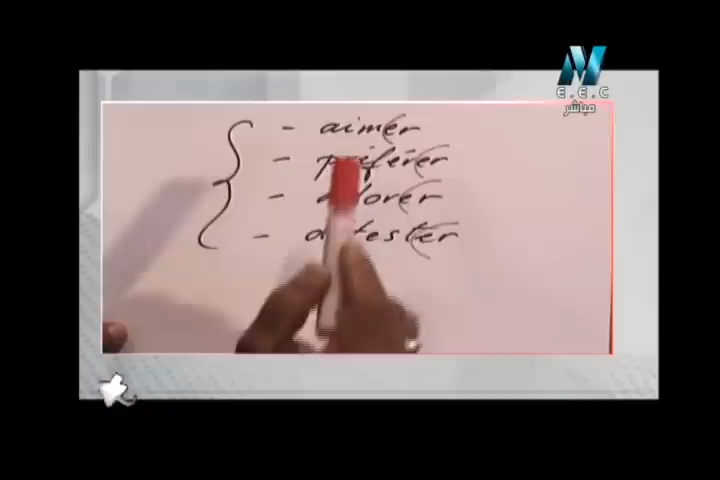 E.E.C
مباشر
- aimer
- préférer
- adorer
- détester